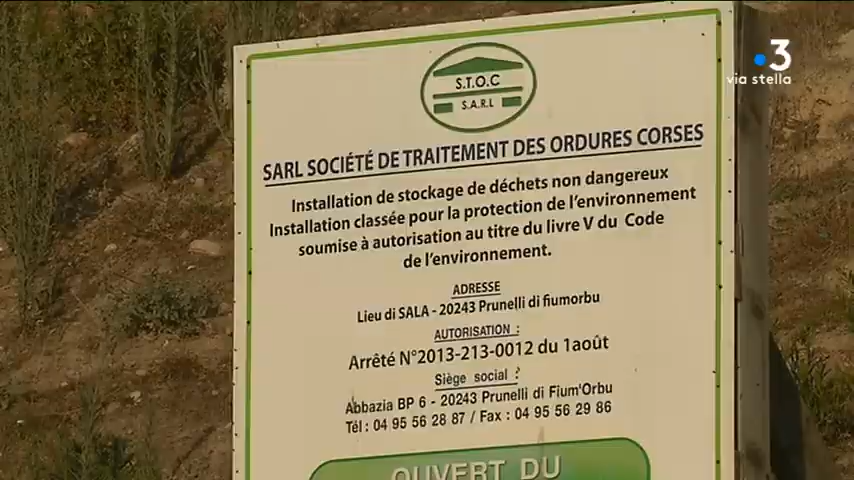 3
via stella
S.T.O.C
S.A.R.L
SARL SOCIÉTÉ DE TRAITEMENT DES ORDURES CORSES
Installation de stockage de déchets non dangereux
Installation classée pour la protection de l'environnement
soumise à autorisation au titre du livre V du Code
de l'environnement.
ADRESSE
Lieu di SALA - 20243 Prunelli di fiumorbu
AUTORISATION :
Arrêté N°2013-213-0012 du 1août
Siège social :
Abbazia BP 6 - 20243 Prunelli di Fium'Orbu
Tél : 04 95 56 28 87 / Fax : 04 95 56 29 86
OUVERT DU